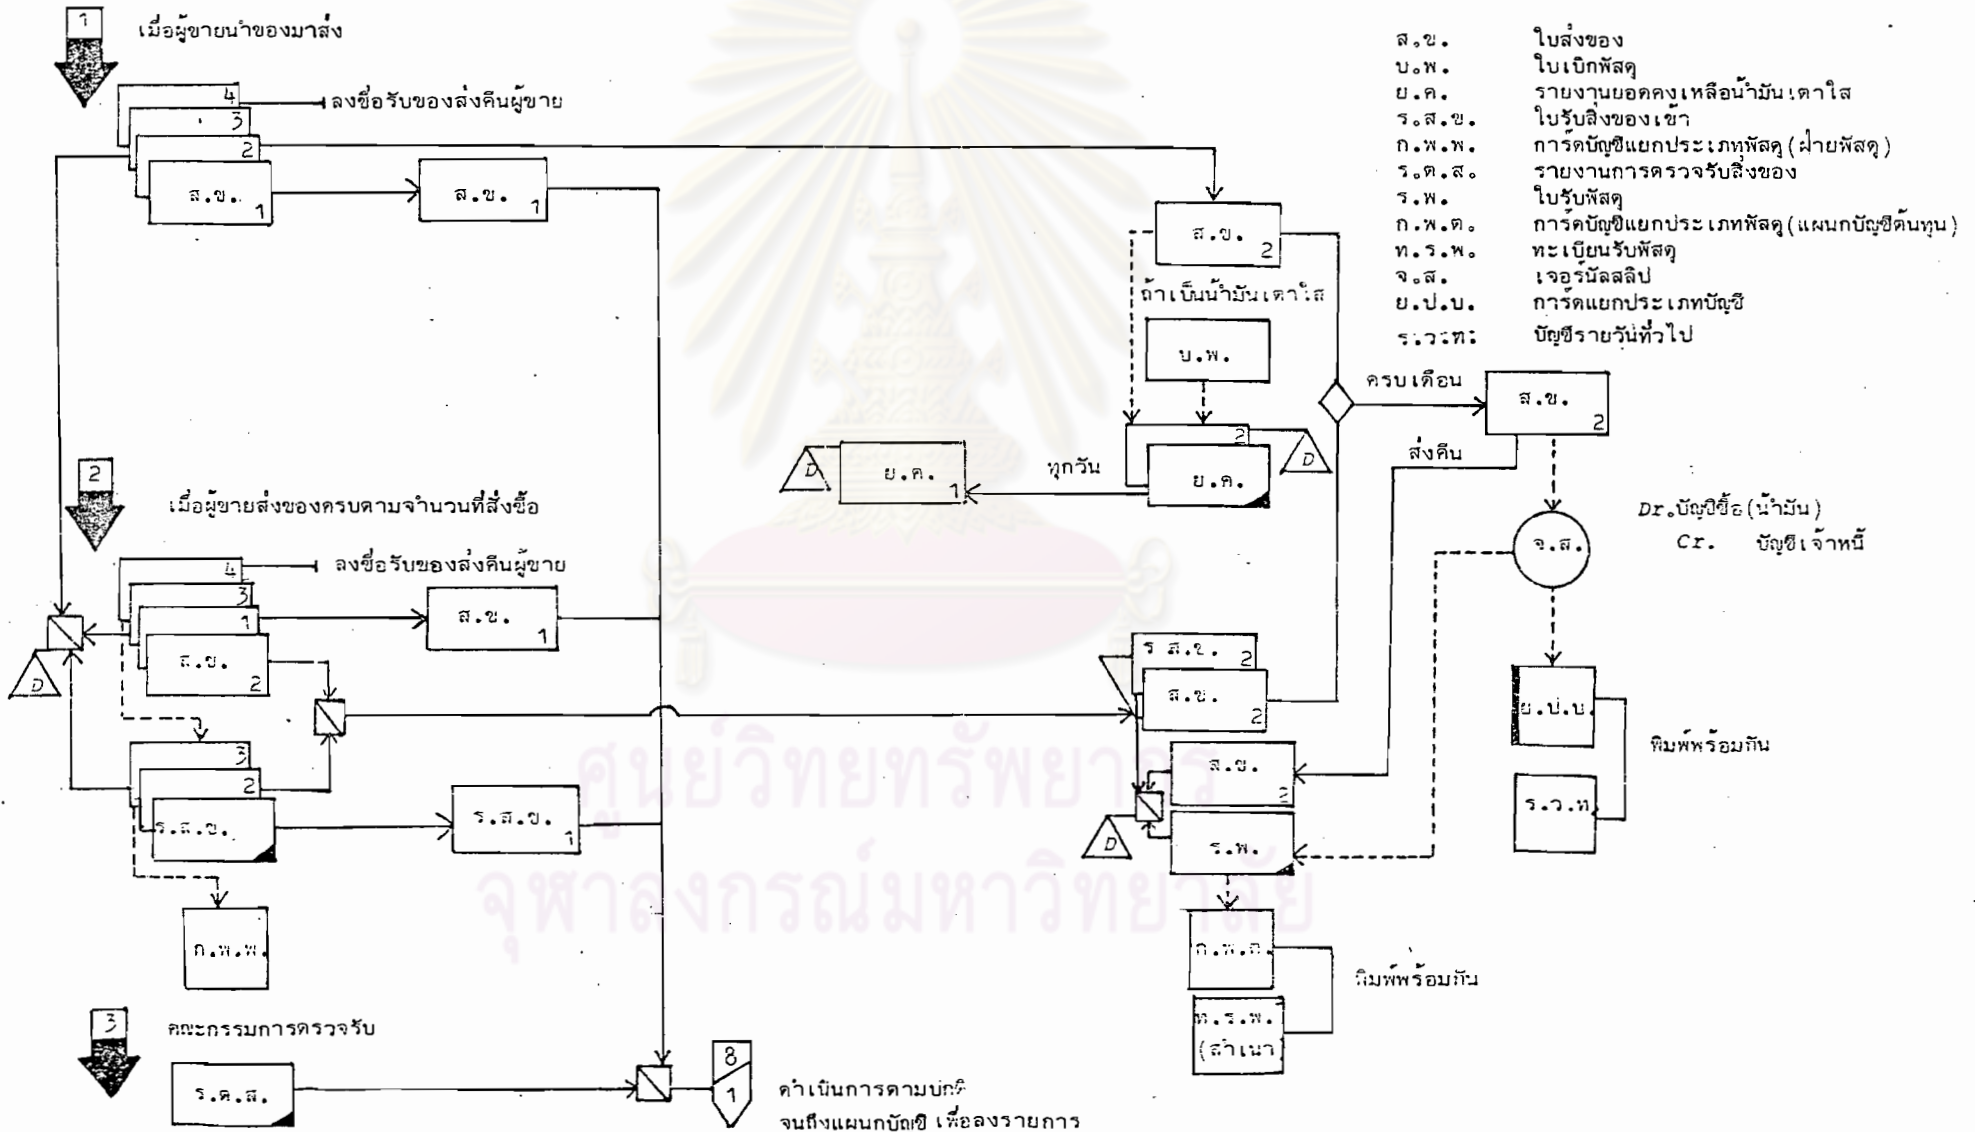 1
เมื่อผู้ขายนำของมาส่ง
4
ลงชื่อรับของส่งคืนผู้ขาย
3
2
ส.ข. 1
ส.ข. 1
ส.ข. 2
ถ้าเป็นน้ำมันเตาใส
บ.พ.
2
D
ย.ค.
ทุกวัน
ย.ค. 1
D
ส.ข. ใบส่งของ
บ.พ. ใบเบิกพัสดุ
ย.ค. รายงานยอดคงเหลือน้ำมันเตาใส
ร.ส.ข. ใบรับสิ่งของเข้า
ก.พ.พ. การ์ดบัญชีแยกประเภทพัสดุ (ฝ่ายพัสดุ)
ร.ต.ส. รายงานการตรวจรับสิ่งของ
ร.พ. ใบรับพัสดุ
ก.พ.ต. การ์ดบัญชีแยกประเภทพัสดุ (แผนกบัญชีต้นทุน)
ท.ร.พ. ทะเบียนรับพัสดุ
จ.ส. เจอร์นัลสลิป
ย.ป.บ. การ์ดแยกประเภทบัญชี
ร.ว.ท. บัญชีรายวันทั่วไป
ครบเดือน
ส.ข. 2
ส่งคืน
จ.ส.
Dr. บัญชีซื้อ (น้ำมัน)
Cr. บัญชีเจ้าหนี้
ย.ป.บ.
พิมพ์พร้อมกัน
ร.ว.ท
2
เมื่อผู้ขายส่งของครบตามจำนวนที่สั่งซื้อ
4
ลงชื่อรับของส่งคืนผู้ขาย
3
1
ส.ข. 2
ส.ข. 1
D
3
2
ร.ส.ข.
ร.ส.ข. 1
ก.พ.พ.
ร.ส.ข. 2
ส.ข. 2
ส.ข. 2
D
ร.พ.
ก.พ.ต.
พิมพ์พร้อมกัน
ท.ร.พ.
(สำเนา
3
คณะกรรมการตรวจรับ
ร.ต.ส.
8
1
ดำเนินการตามปกติ
จนถึงแผนกบัญชี เพื่อลงรายการ
ศูนย์วิทยทรัพยากร
จุฬาลงกรณ์มหาวิทยาลัย